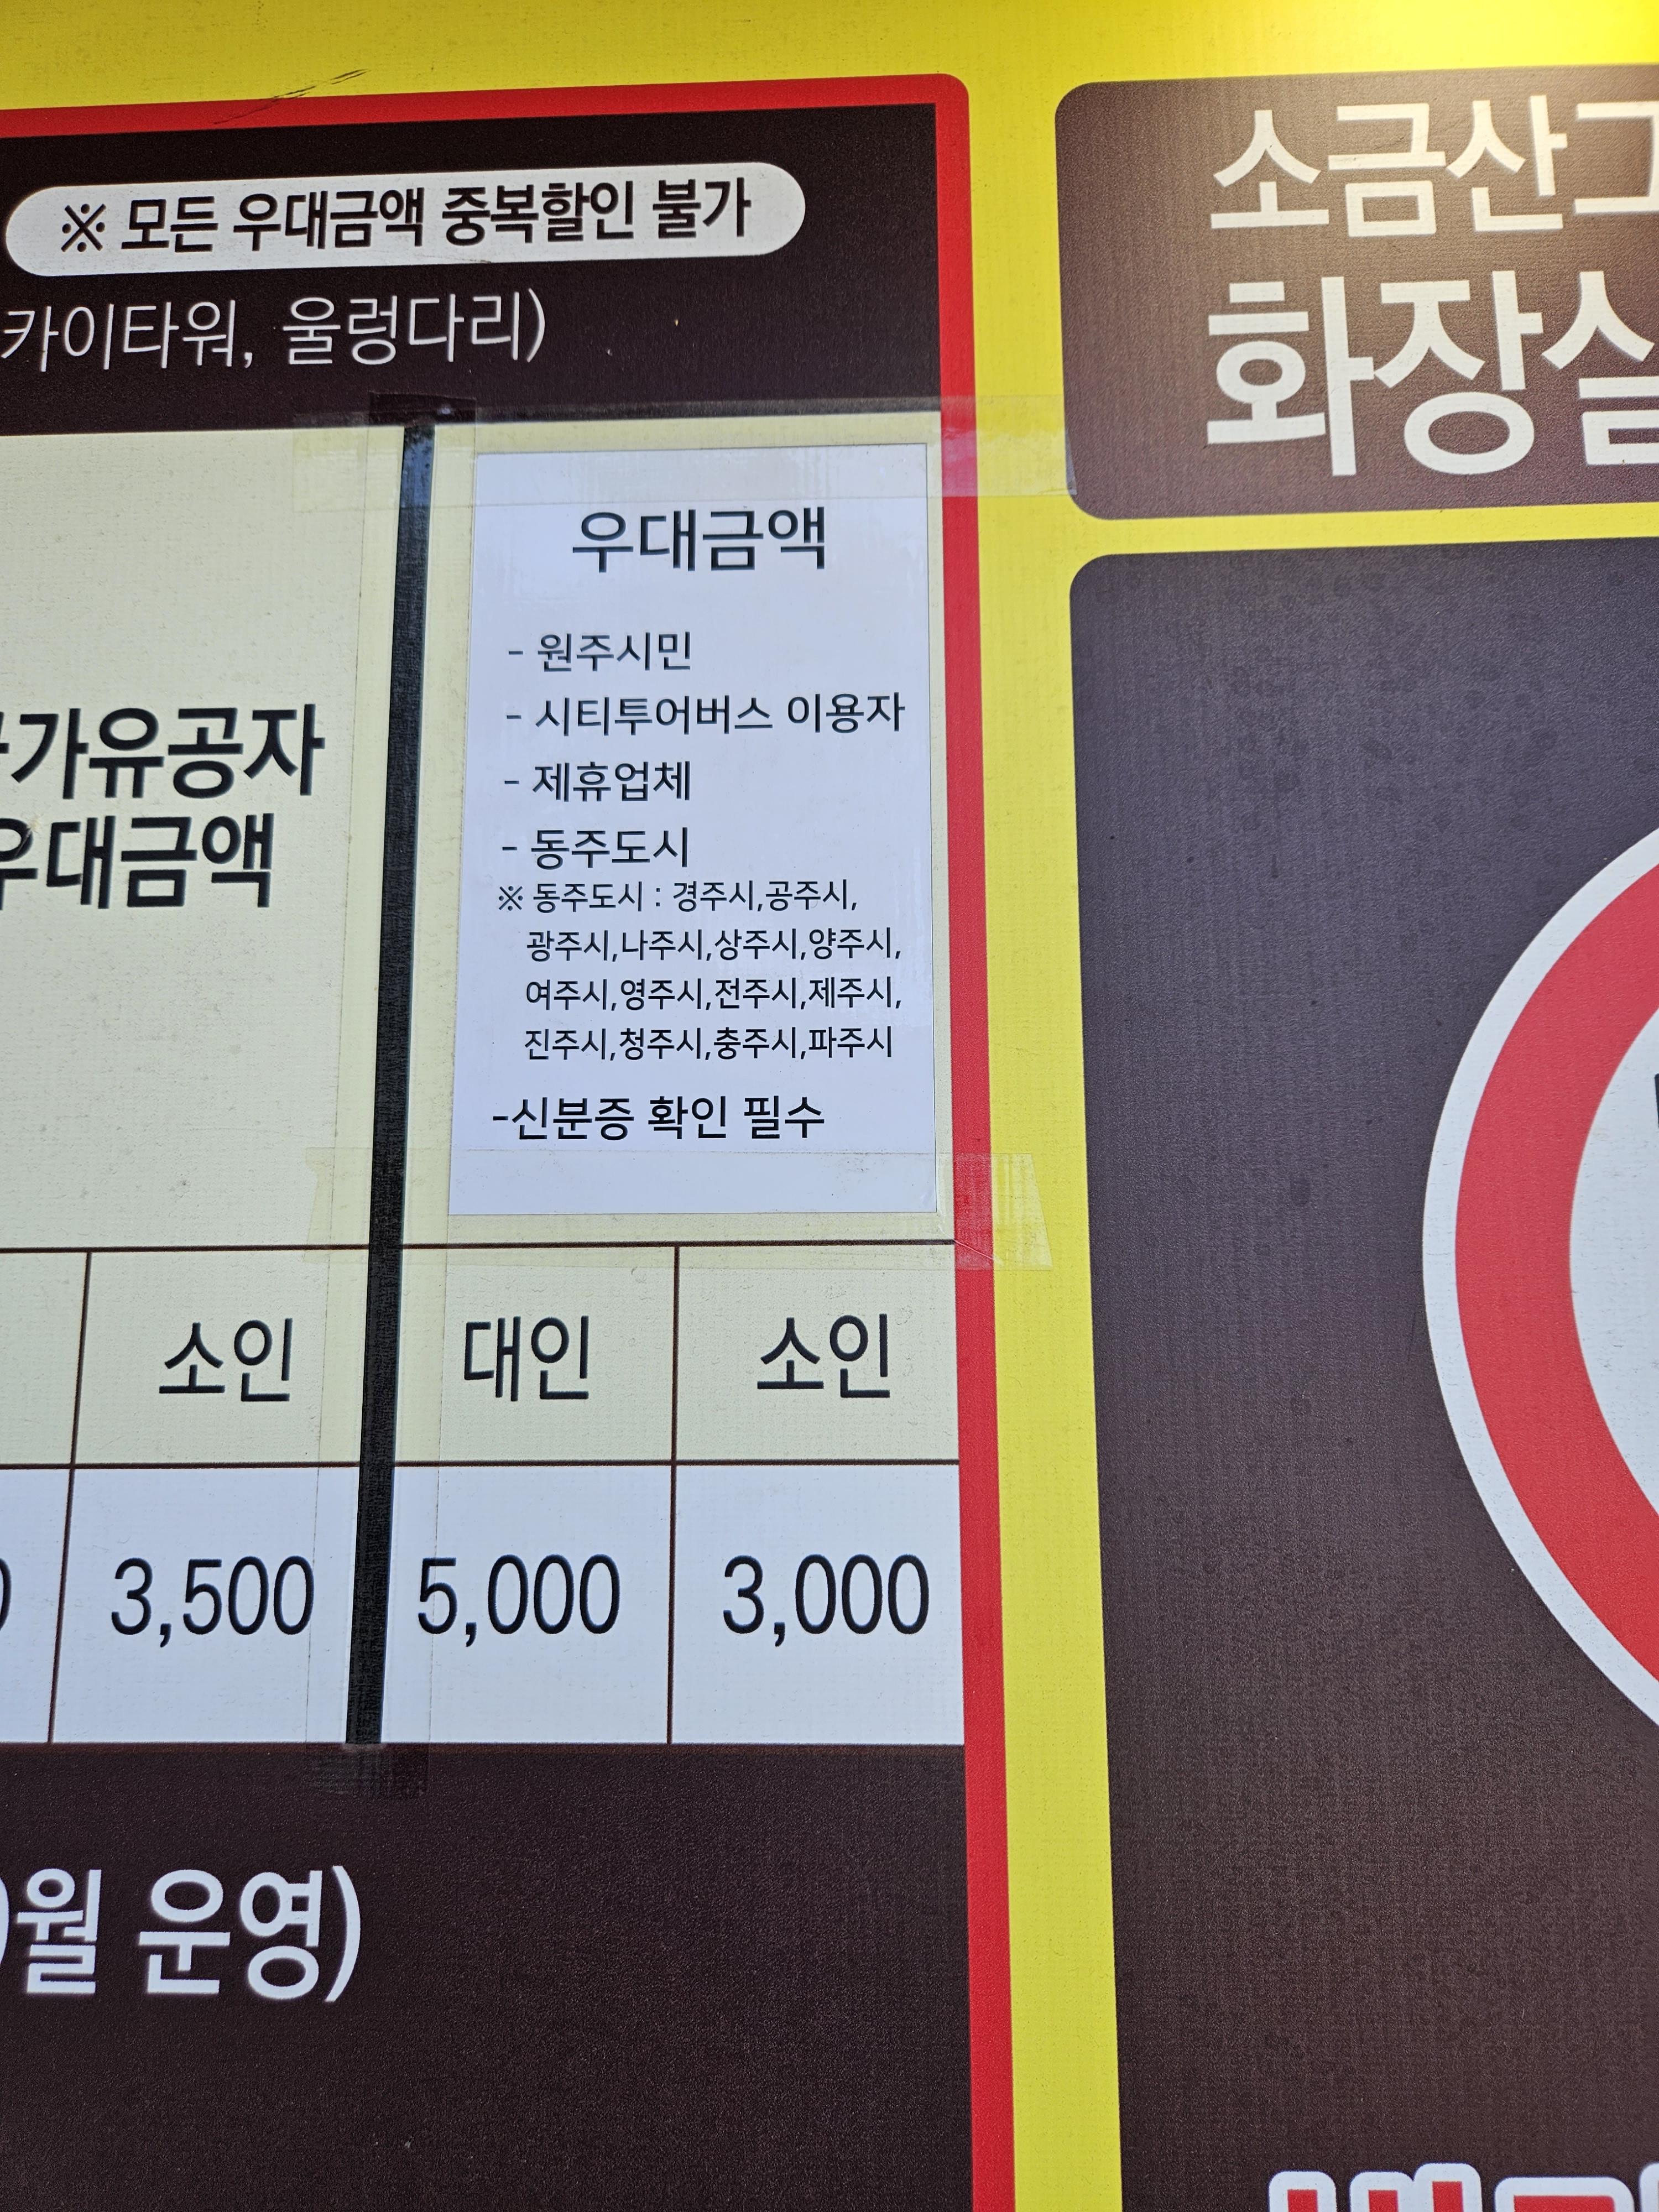 ※ 모든 우대금액 중복할인 불가
카이타워, 울렁다리)
가유공자
우대금액
우대금액
- 원주시민
- 시티투어버스 이용자
- 제휴업체
- 동주도시
※ 동주도시 : 경주시,공주시,
광주시,나주시,상주시,양주시,
여주시,영주시,전주시,제주시,
진주시,청주시,충주시,파주시
-신분증 확인 필수
소인
대인
소인
3,500
5,000
3,000
월 운영)
소금산그
화장실